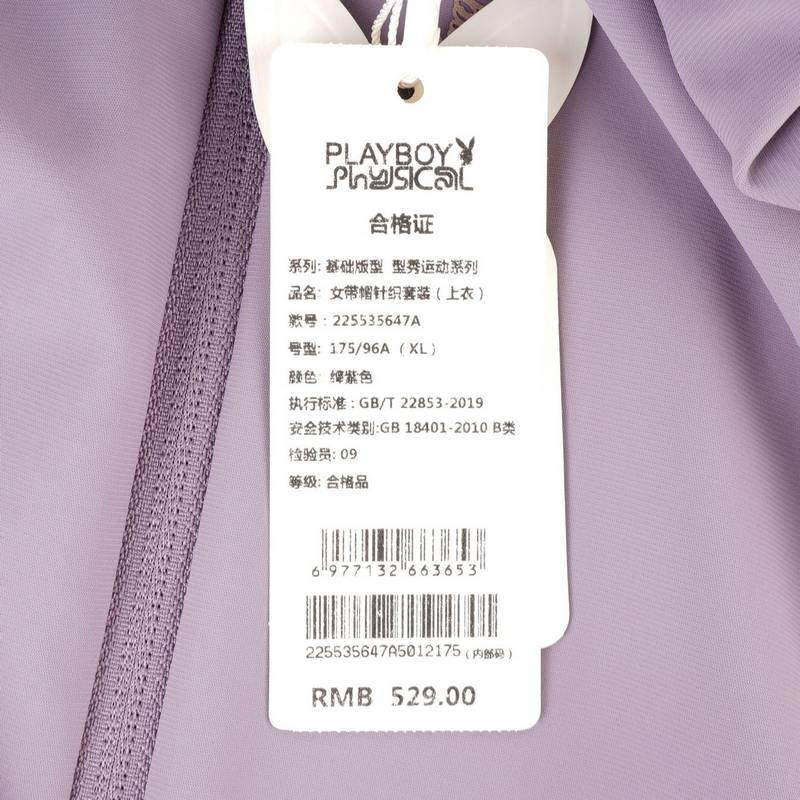 PLAYBOY
Physical
合格证
系列: 基础版型 型秀运动系列
品名: 女带帽针织套装（上衣）
款号：225535647A
号型: 175/96A （XL）
颜色: 绛紫色
执行标准：GB/T 22853-2019
安全技术类别:GB 18401-2010 B类
检验员: 09
等级: 合格品
6 977132 663653
225535647A5012175 (内部码)
RMB 529.00